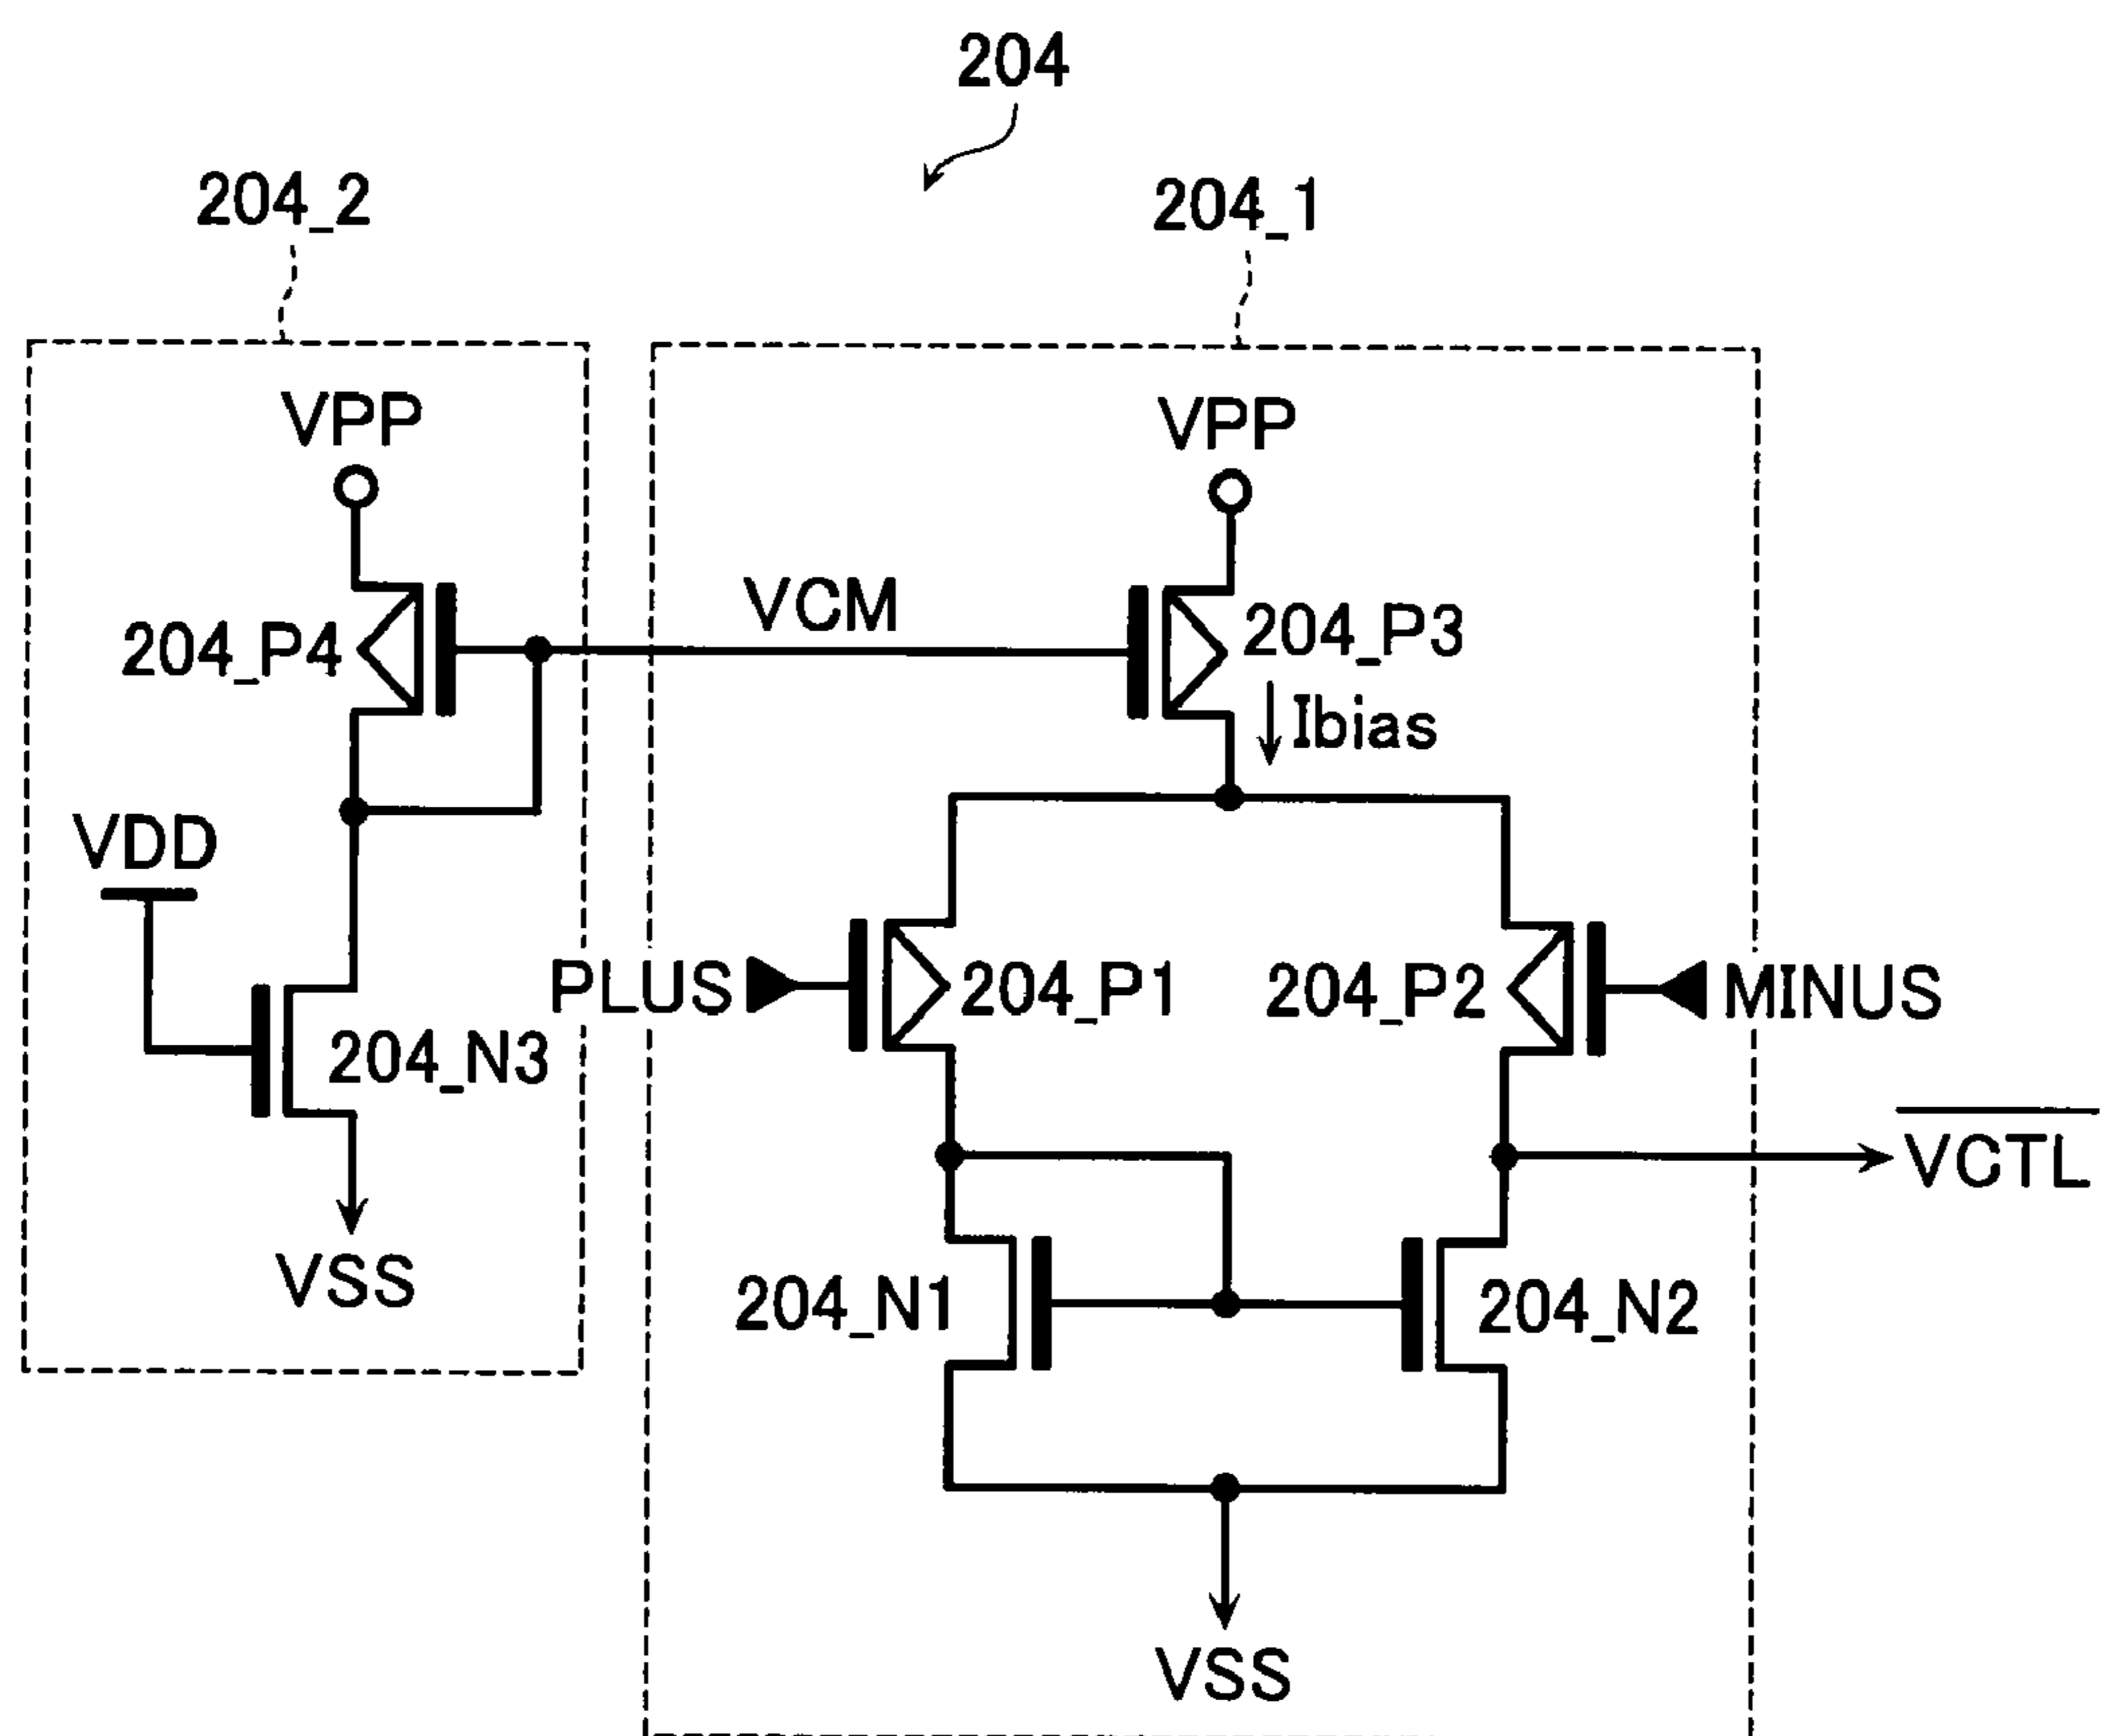 204
204_2
204_1
VPP
VPP
VCM
204_P4
204_P3
Ibias
VDD
PLUS
204_P1
204_P2
MINUS
204_N3
VCTL
VSS
204_N1
204_N2
VSS